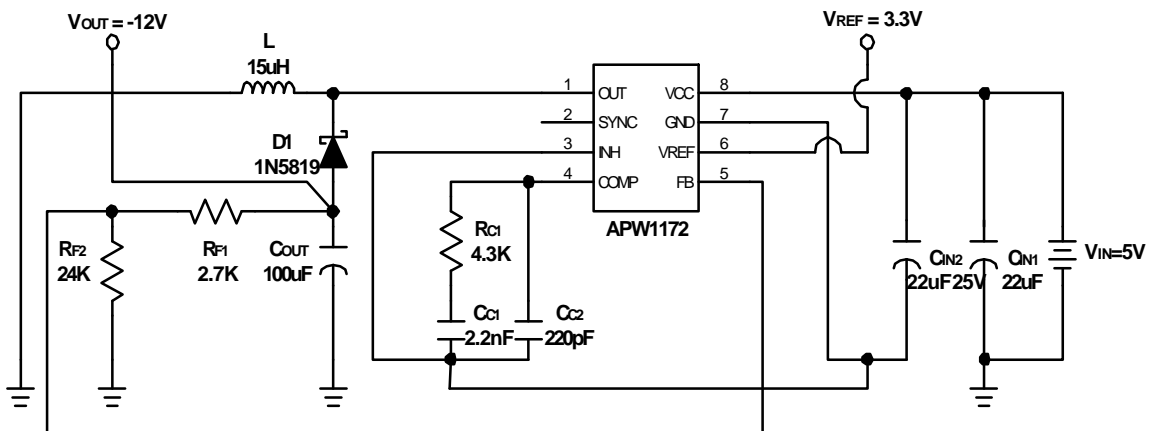 VOUT = -12V
VREF = 3.3V
L
15uH
1 OUT VCC 8
2 SYNC GND 7
3 INH VREF 6
4 COMP FB 5
APW1172
D1
1N5819
RF2
24K
RF1
2.7K
COUT
100uF
RC1
4.3K
CC1
2.2nF
CC2
220pF
CIN2
22uF25V
CIN1
22uF
VIN=5V